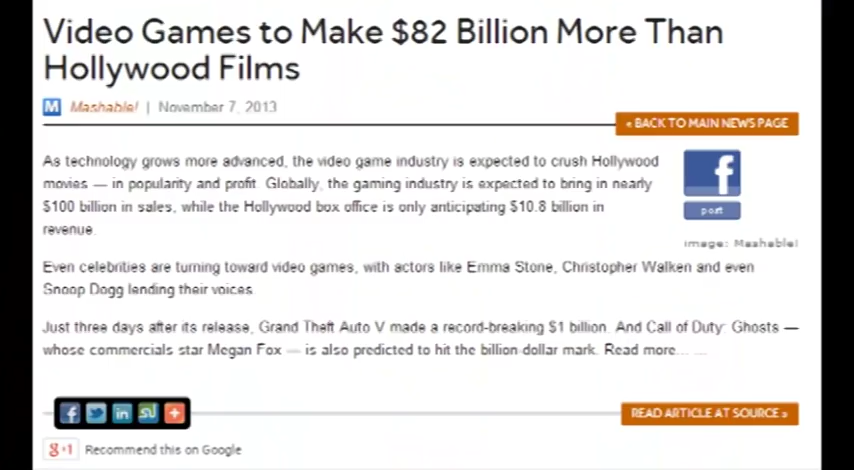 Video Games to Make $82 Billion More Than
Hollywood Films
M Mashable! | November 7, 2013
« BACK TO MAIN NEWS PAGE
As technology grows more advanced, the video game industry is expected to crush Hollywood
movies — in popularity and profit. Globally, the gaming industry is expected to bring in nearly
$100 billion in sales, while the Hollywood box office is only anticipating $10.8 billion in
revenue.
f
post
image: Mashable!
Even celebrities are turning toward video games, with actors like Emma Stone, Christopher Walken and even
Snoop Dogg lending their voices.
Just three days after its release, Grand Theft Auto V made a record-breaking $1 billion. And Call of Duty: Ghosts —
whose commercials star Megan Fox — is also predicted to hit the billion-dollar mark. Read more... ...
f in +
READ ARTICLE AT SOURCE »
g+1 Recommend this on Google